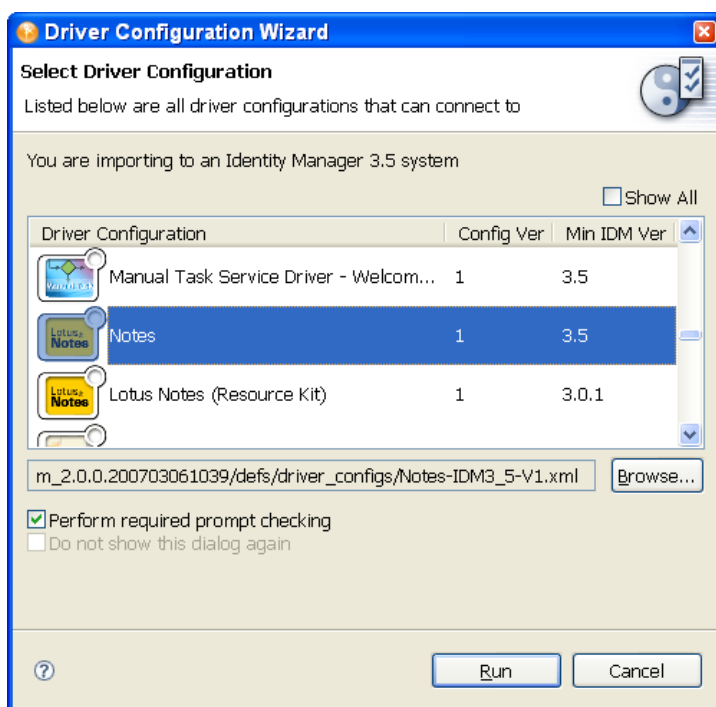 Driver Configuration Wizard
Select Driver Configuration
Listed below are all driver configurations that can connect to
You are importing to an Identity Manager 3.5 system
Show All
Driver Configuration Config Ver Min IDM Ver
Manual Task Service Driver - Welcom... 1 3.5
Lotus
Notes
Notes 1 3.5
Lotus
Notes
Lotus Notes (Resource Kit) 1 3.0.1
m_2.0.0.200703061039/defs/driver_configs/Notes-IDM3_5-V1.xml Browse...
Perform required prompt checking
Do not show this dialog again
? Run Cancel